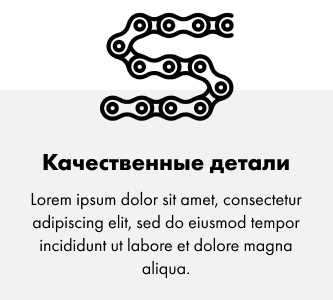 Качественные детали
Lorem ipsum dolor sit amet, consectetur
adipiscing elit, sed do eiusmod tempor
incididunt ut labore et dolore magna
aliqua.